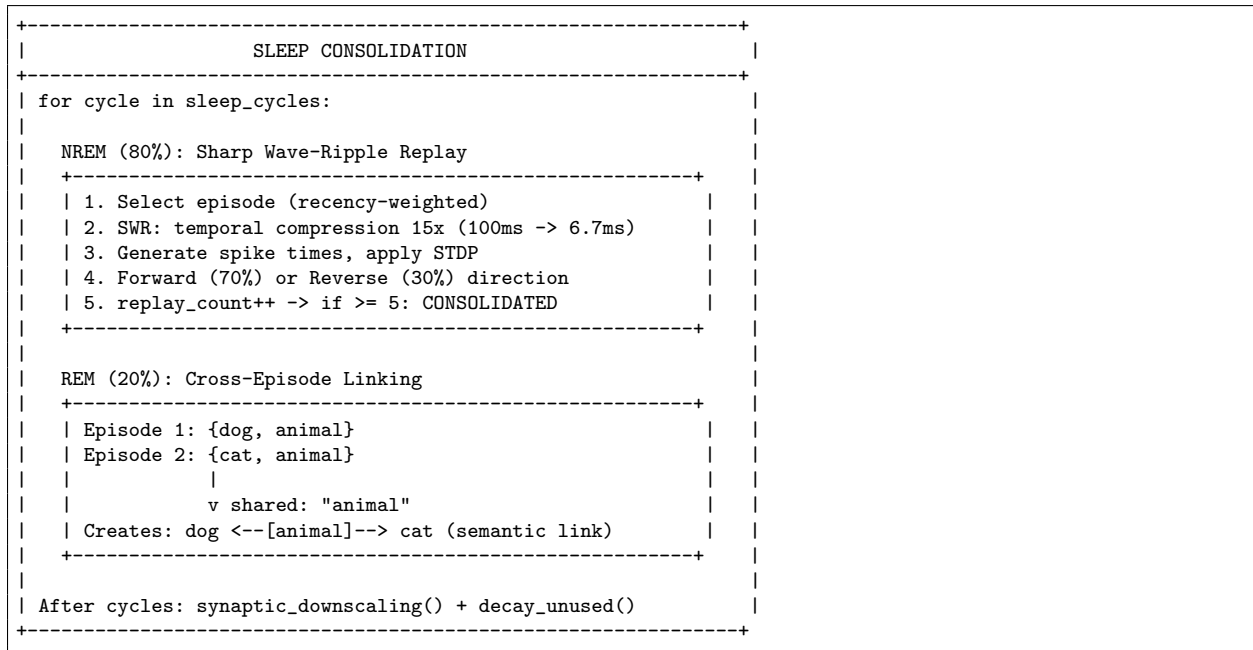 +---------------------------------------------------------------+
|                    SLEEP CONSOLIDATION                         |
+---------------------------------------------------------------+
| for cycle in sleep_cycles:                                     |
|                                                                |
|   NREM (80%): Sharp Wave-Ripple Replay                         |
|   +---------------------------------------------------------+    |
|   | 1. Select episode (recency-weighted)                   |   |
|   | 2. SWR: temporal compression 15x (100ms -> 6.7ms)      |   |
|   | 3. Generate spike times, apply STDP                    |   |
|   | 4. Forward (70%) or Reverse (30%) direction            |   |
|   | 5. replay_count++ -> if >= 5: CONSOLIDATED             |   |
|   +---------------------------------------------------------+    |
|                                                                |
|   REM (20%): Cross-Episode Linking                             |
|   +---------------------------------------------------------+    |
|   | Episode 1: {dog, animal}                               |   |
|   | Episode 2: {cat, animal}                               |   |
|   |            |                                           |   |
|   |            v shared: "animal"                          |   |
|   | Creates: dog <--[animal]--> cat (semantic link)        |   |
|   +---------------------------------------------------------+    |
|                                                                |
| After cycles: synaptic_downscaling() + decay_unused()          |
+---------------------------------------------------------------+